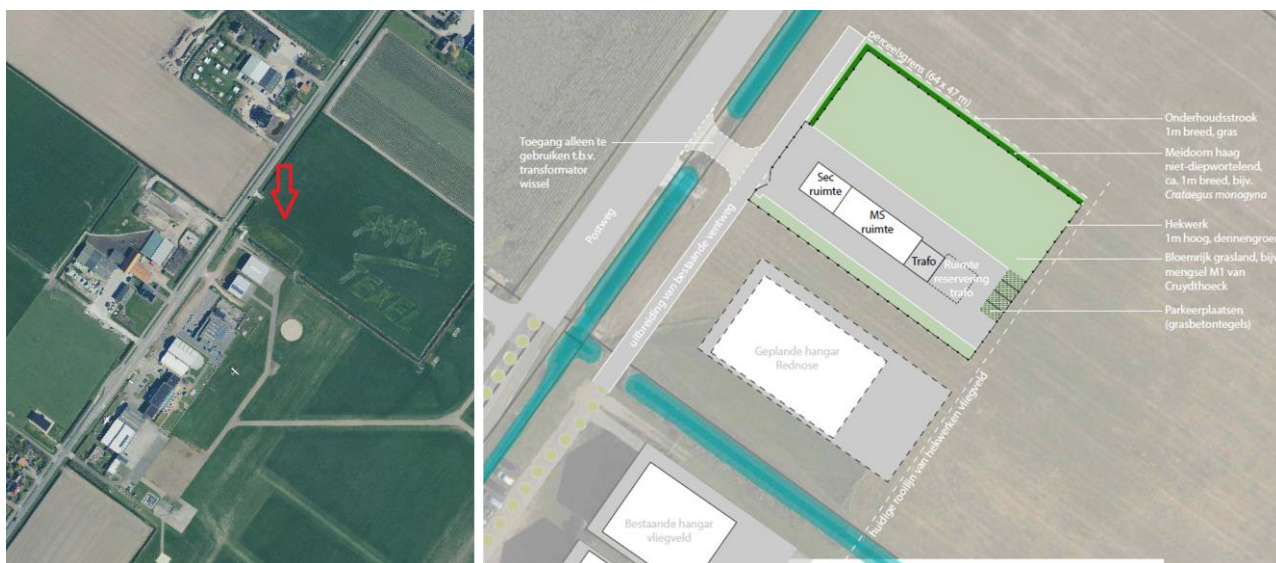 SKYDIVE
TEXEL
perceelsgrens (64 x 47 m)
Onderhoudsstrook
1m breed, gras
Meidoorn haag
niet-diepwortelend,
ca. 1m breed, bijv.
Crataegus monogyna
Hekwerk
1m hoog, dennengroen
Bloemrijk grasland, bijv
mengsel M1 van
Cruydthoeck
Parkeerplaatsen
(grasbetontegels)
Toegang alleen te
gebruiken t.b.v.
transformator
wissel
Sec
ruimte
MS
ruimte
Trafo
Ruimte
reservering
trafo
Postweg
uitbreiding van bestaande ventweg
Geplande hangar
Rednose
huidige rooilijn van hekwerken vliegveld
Bestaande hangar
vliegveld